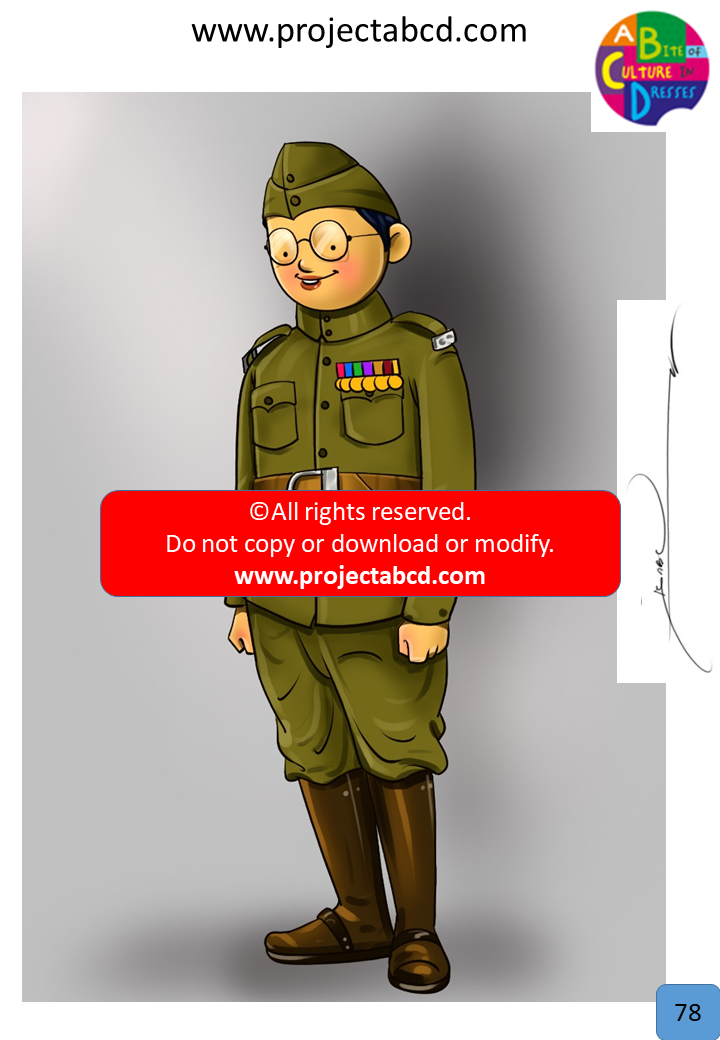 www.projectabcd.com
A BITE OF
CULTURE IN
DRESSES
©All rights reserved.
Do not copy or download or modify.
www.projectabcd.com
78